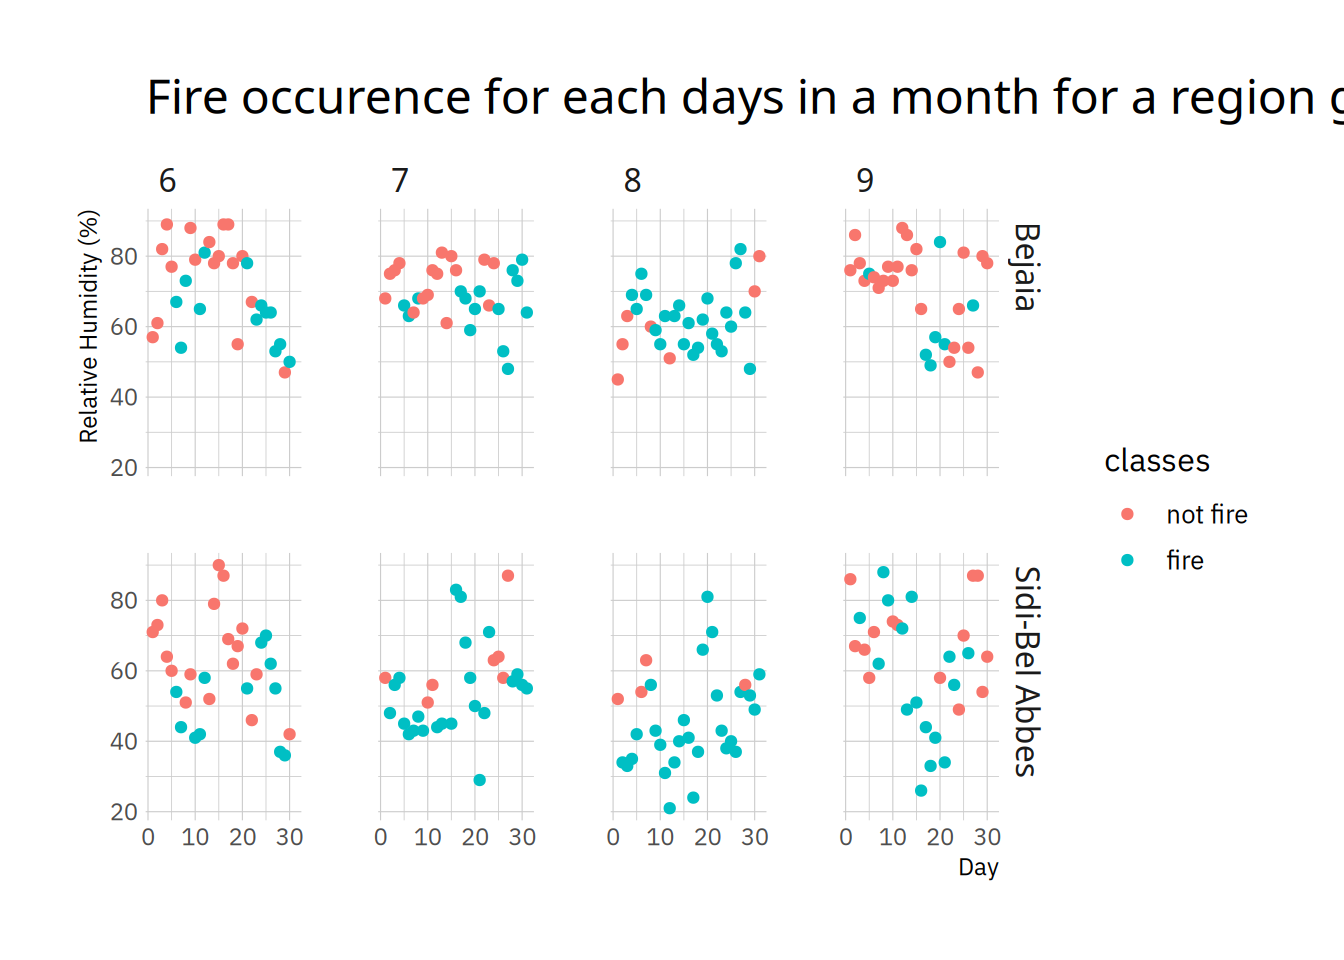 Fire occurence for each days in a month for a region
6 7 8 9
Relative Humidity (%)
80
60
40
20
Bejaia
80
60
40
20
Sidi-Bel Abbes
0 10 20 30 0 10 20 30 0 10 20 30 0 10 20 30
Day
classes
not fire
fire